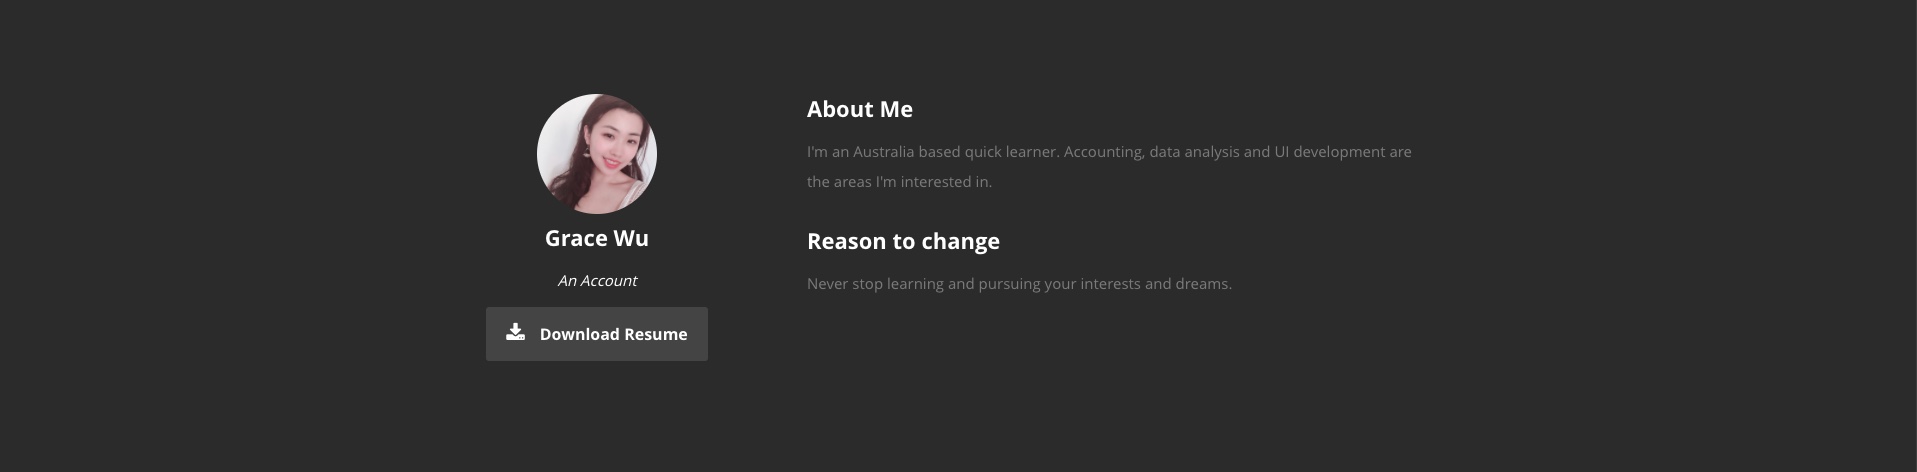 Grace Wu
An Account
Download Resume
About Me
I'm an Australia based quick learner. Accounting, data analysis and UI development are
the areas I'm interested in.
Reason to change
Never stop learning and pursuing your interests and dreams.